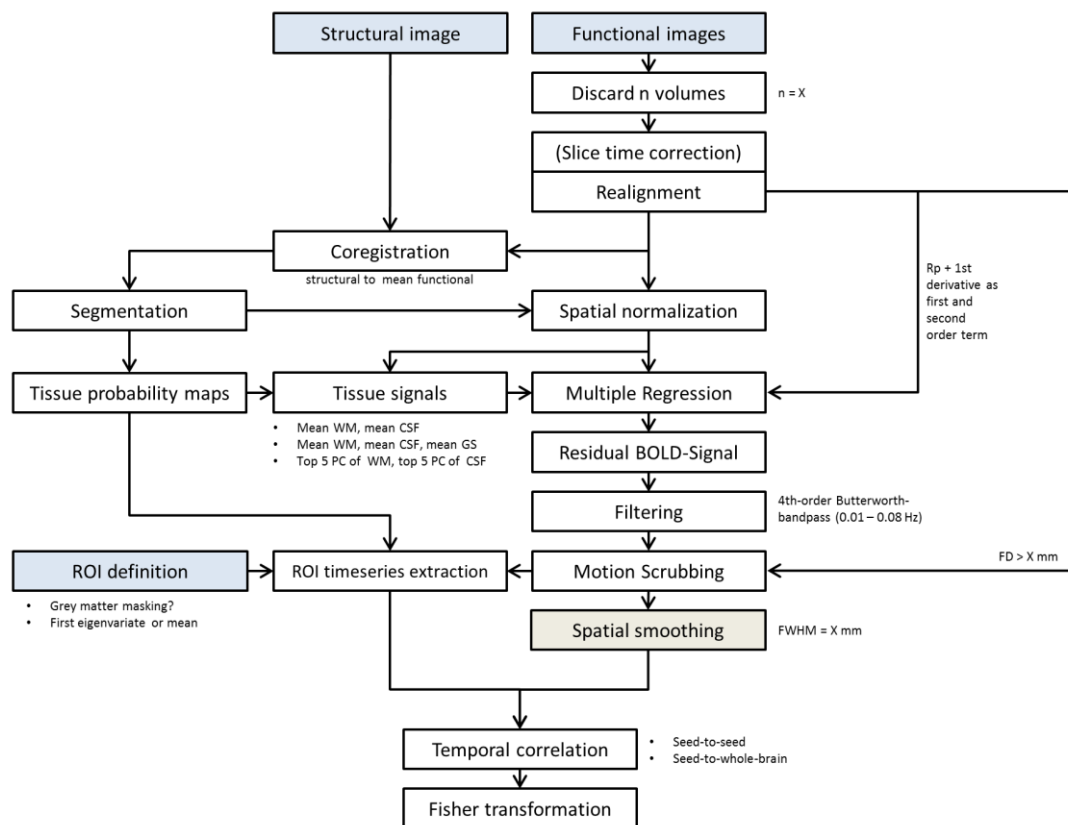 Structural image
Functional images
Discard n volumes
n = X
(Slice time correction)
Realignment
Coregistration
structural to mean functional
Rp + 1st
derivative as
first and
second
order term
Segmentation
Spatial normalization
Tissue probability maps
Tissue signals
Multiple Regression
• Mean WM, mean CSF
• Mean WM, mean CSF, mean GS
• Top 5 PC of WM, top 5 PC of CSF
Residual BOLD-Signal
Filtering
4th-order Butterworth-
bandpass (0.01 – 0.08 Hz)
ROI definition
ROI timeseries extraction
Motion Scrubbing
FD > X mm
• Grey matter masking?
• First eigenvariate or mean
Spatial smoothing
FWHM = X mm
Temporal correlation
• Seed-to-seed
• Seed-to-whole-brain
Fisher transformation